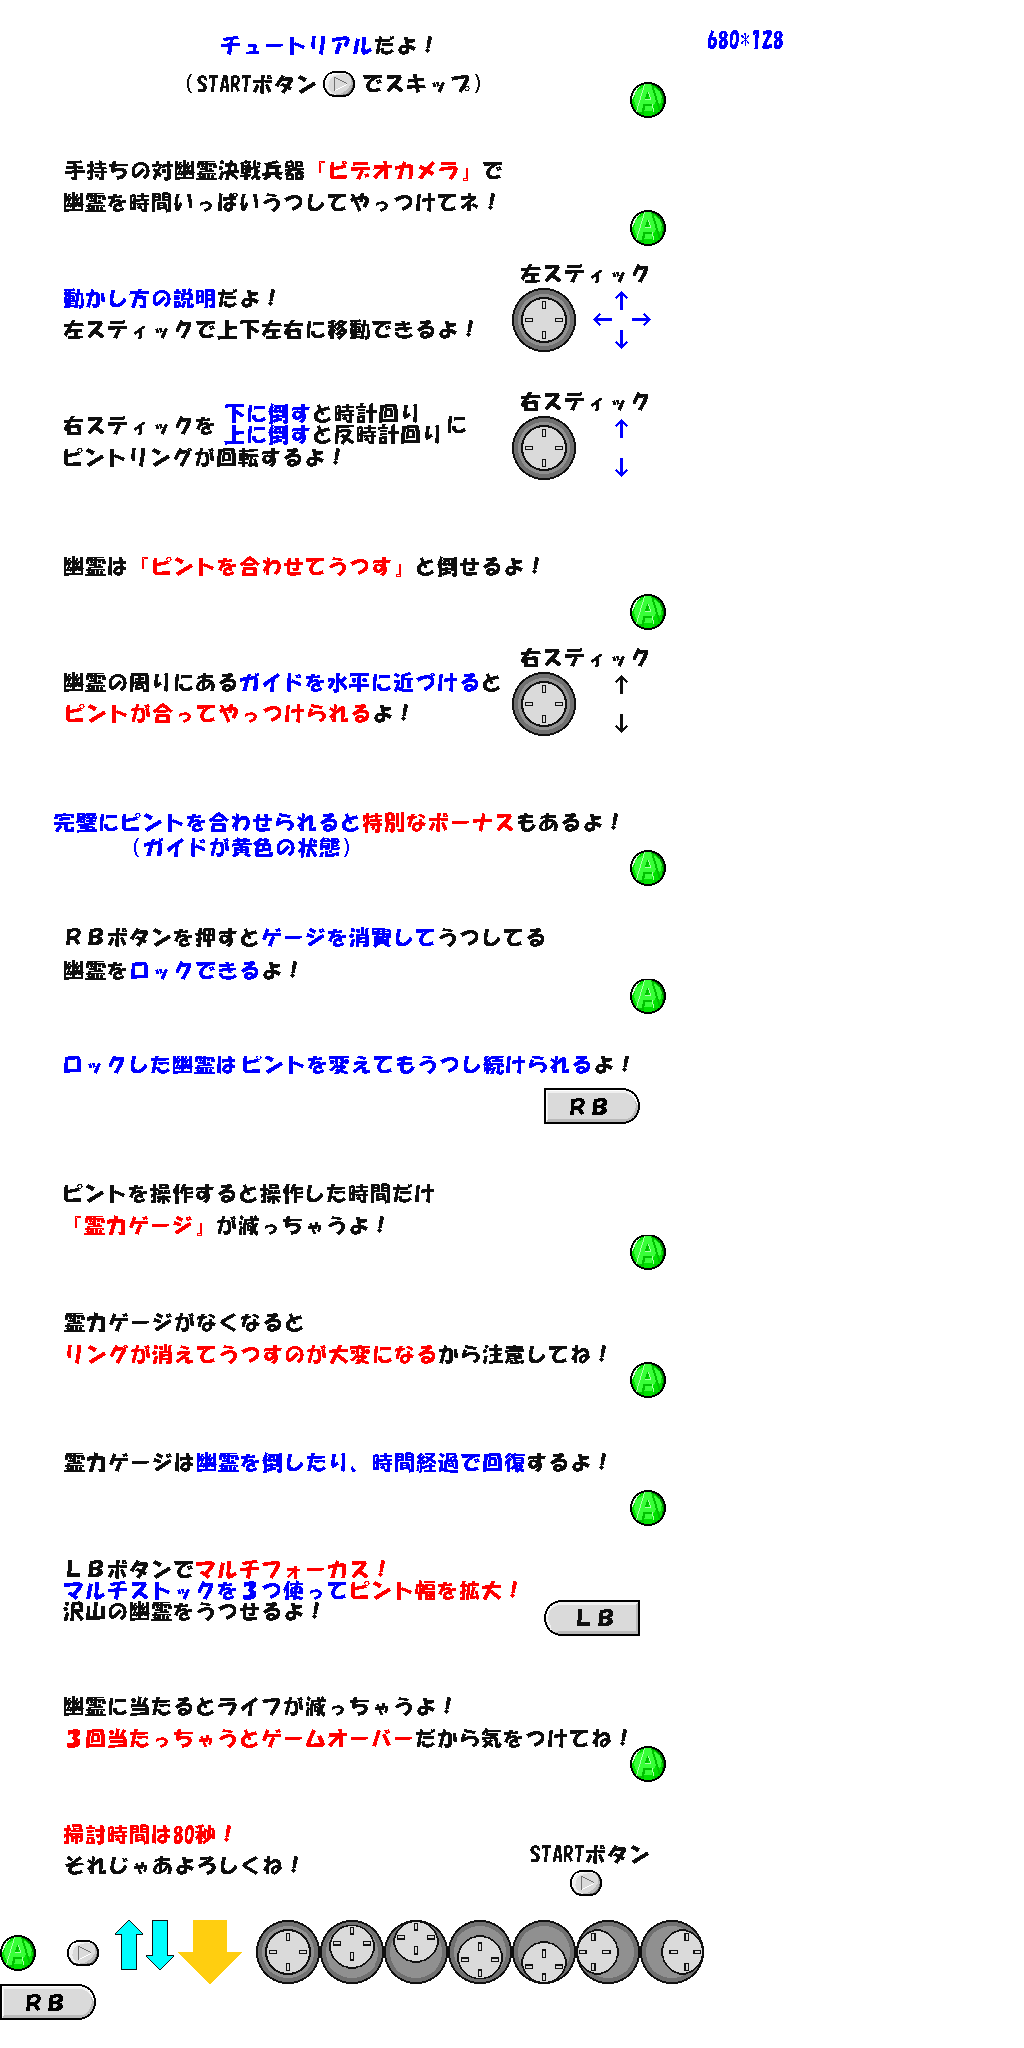 チュートリアルだよ！
680*128
（STARTボタン でスキップ）
A
手持ちの対幽霊決戦兵器『ビデオカメラ』で
幽霊を時間いっぱいうつしてやっつけてネ！
A
左スティック
動かし方の説明だよ！
↑
← →
↓
左スティックで上下左右に移動できるよ！
右スティック
右スティックを 下に倒すと時計回り
上に倒すと反時計回り に
ピントリングが回転するよ！
↑
↓
幽霊は『ピントを合わせてうつす』と倒せるよ！
A
右スティック
幽霊の周りにあるガイドを水平に近づけると
ピントが合ってやっつけられるよ！
↑
↓
完璧にピントを合わせられると特別なボーナスもあるよ！
（ガイドが黄色の状態）
A
ＲＢボタンを押すとゲージを消費してうつしてる
幽霊をロックできるよ！
A
ロックした幽霊はピントを変えてもうつし続けられるよ！
ＲＢ
ピントを操作すると操作した時間だけ
『霊力ゲージ』が減っちゃうよ！
A
霊力ゲージがなくなると
リングが消えてうつすのが大変になるから注意してね！
A
霊力ゲージは幽霊を倒したり、時間経過で回復するよ！
A
ＬＢボタンでマルチフォーカス！
マルチストックを３つ使ってピント幅を拡大！
沢山の幽霊をうつせるよ！
ＬＢ
幽霊に当たるとライフが減っちゃうよ！
３回当たっちゃうとゲームオーバーだから気をつけてね！
A
掃討時間は80秒！
それじゃあよろしくね！
STARTボタン
A
ＲＢ